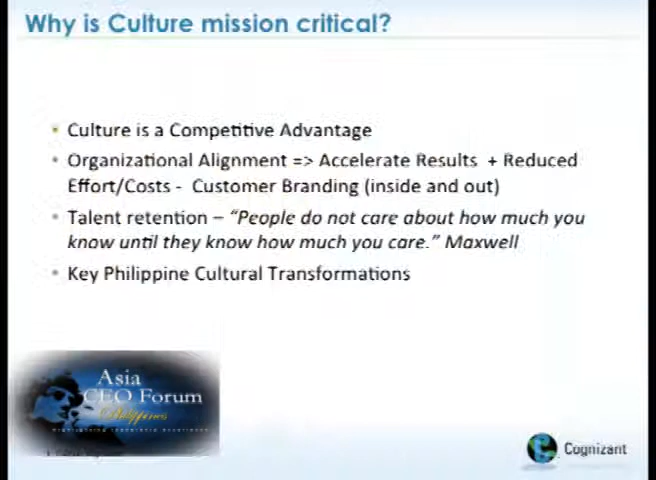 Why is Culture mission critical?
Culture is a Competitive Advantage
Organizational Alignment => Accelerate Results + Reduced
Effort/Costs - Customer Branding (inside and out)
Talent retention – “People do not care about how much you
know until they know how much you care.” Maxwell
Key Philippine Cultural Transformations
Asia
CEO Forum
Philippines
Cognizant